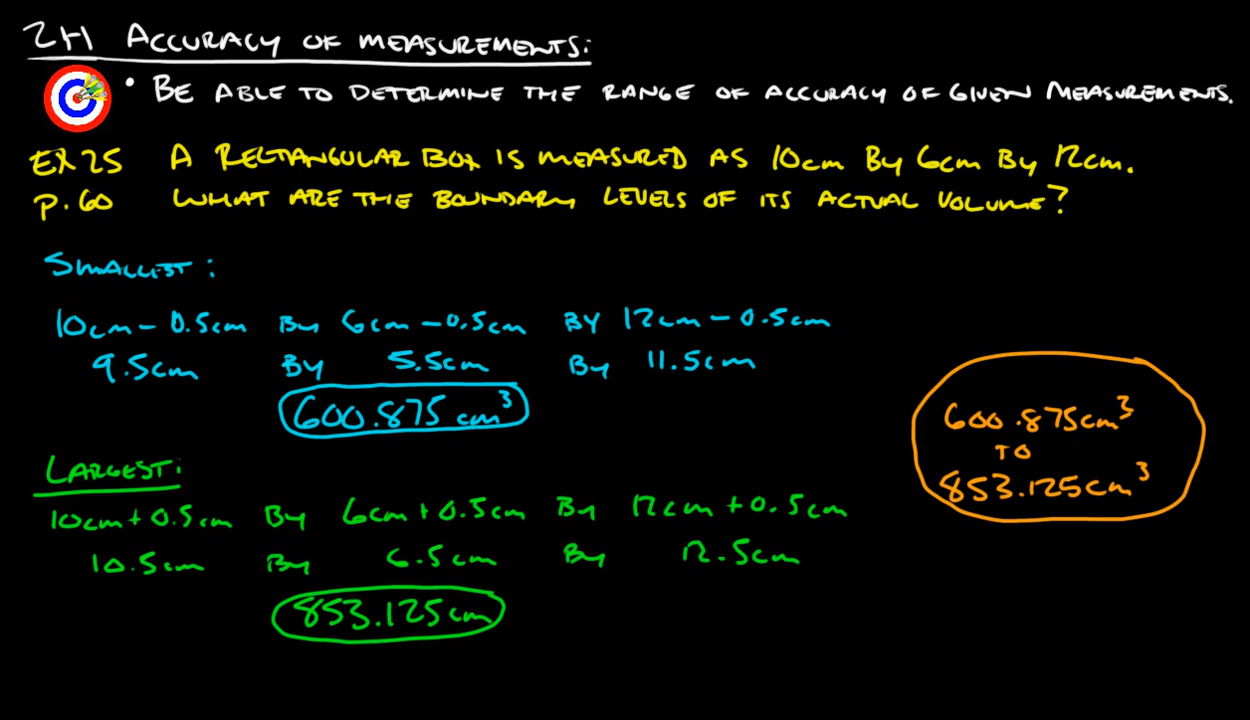 2H ACCURACY OF MEASUREMENTS:
• BE ABLE TO DETERMINE THE RANGE OF ACCURACY OF GIVEN MEASUREMENTS.
EX 25 A RECTANGULAR BOX IS MEASURED AS 10cm By 6cm By 12cm.
P. 60 WHAT ARE THE BOUNDARY LEVELS OF ITS ACTUAL VOLUME?
SMALLEST:
10cm - 0.5cm By 6cm - 0.5cm BY 12cm - 0.5cm
9.5cm BY 5.5cm By 11.5cm
600.875 cm³
LARGEST:
10cm + 0.5cm By 6cm + 0.5cm By 12cm + 0.5cm
10.5cm By 6.5cm By 12.5cm
853.125cm
600.875cm³
TO
853.125cm³